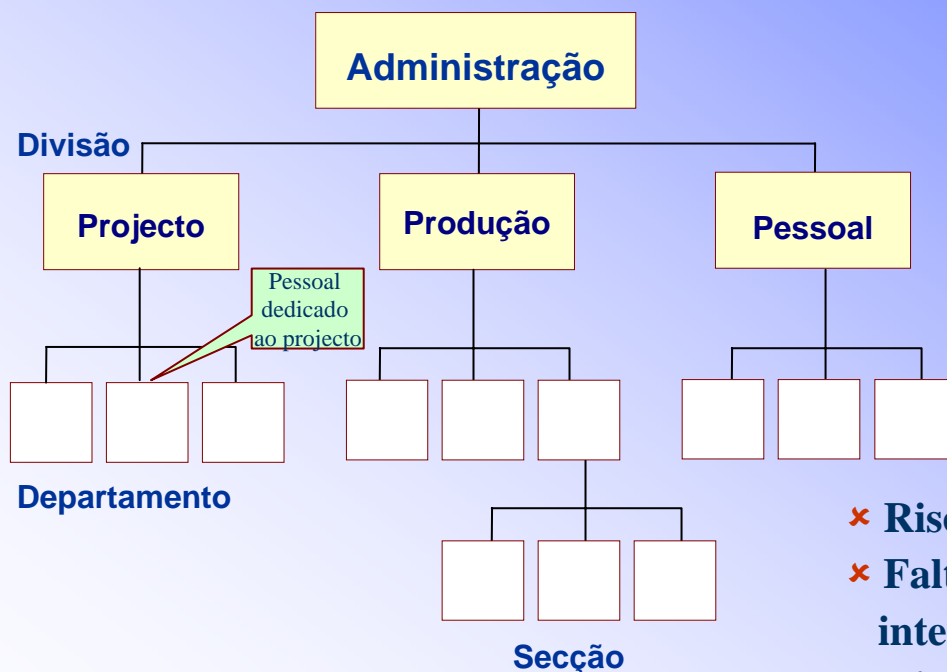 Administração
Divisão
Projecto
Produção
Pessoal
Pessoal
dedicado
ao projecto
Departamento
Secção